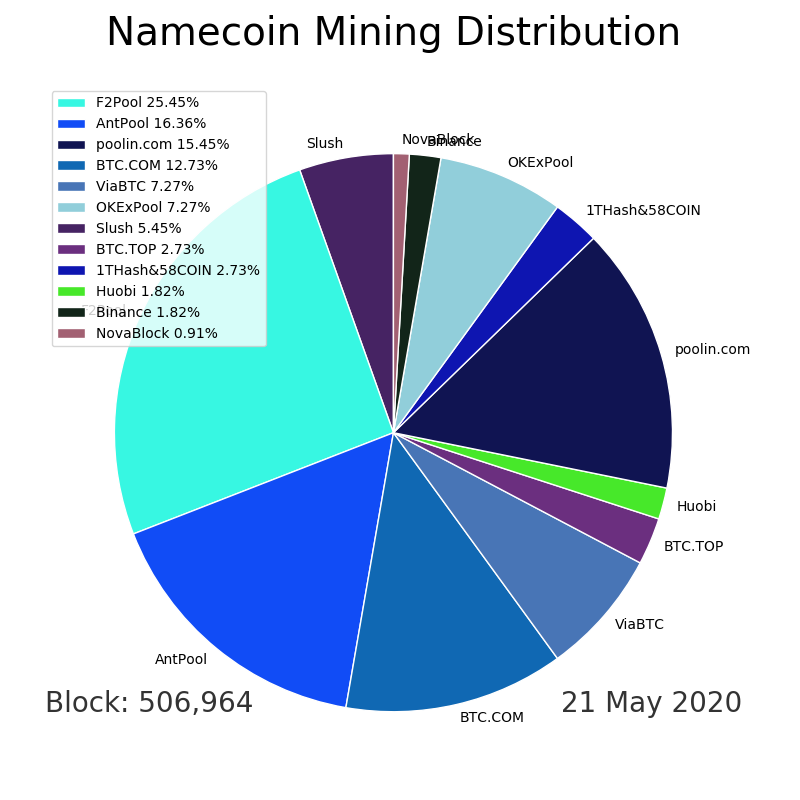 Namecoin Mining Distribution
F2Pool 25.45%
AntPool 16.36%
poolin.com 15.45%
BTC.COM 12.73%
ViaBTC 7.27%
OKExPool 7.27%
Slush 5.45%
BTC.TOP 2.73%
1THash&58COIN 2.73%
Huobi 1.82%
Binance 1.82%
NovaBlock 0.91%
Slush
NovaBlock
Binance
OKExPool
1THash&58COIN
poolin.com
F2Pool
Huobi
BTC.TOP
ViaBTC
AntPool
BTC.COM
Block: 506,964
21 May 2020